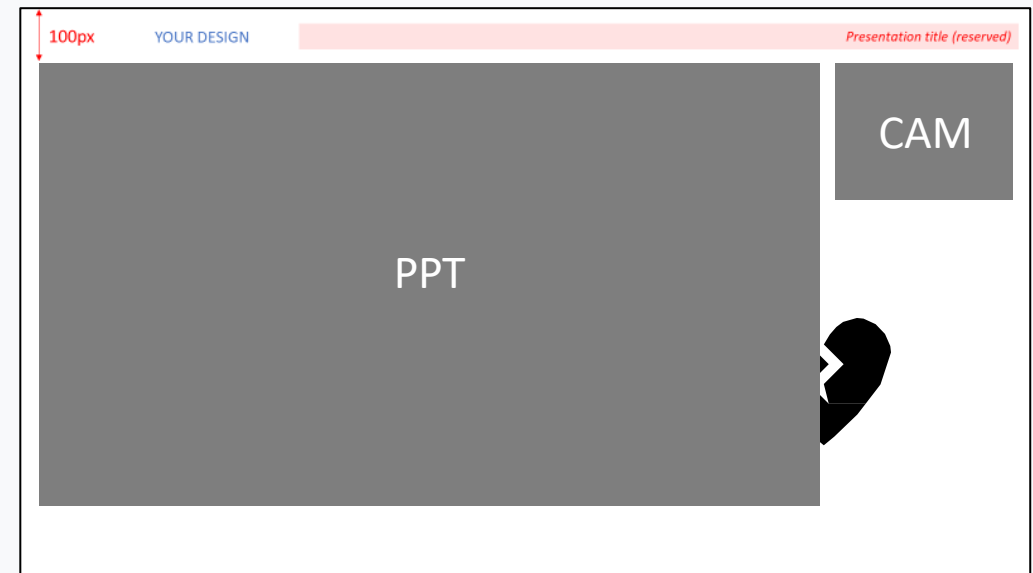 100px
YOUR DESIGN
Presentation title (reserved)
CAM
PPT